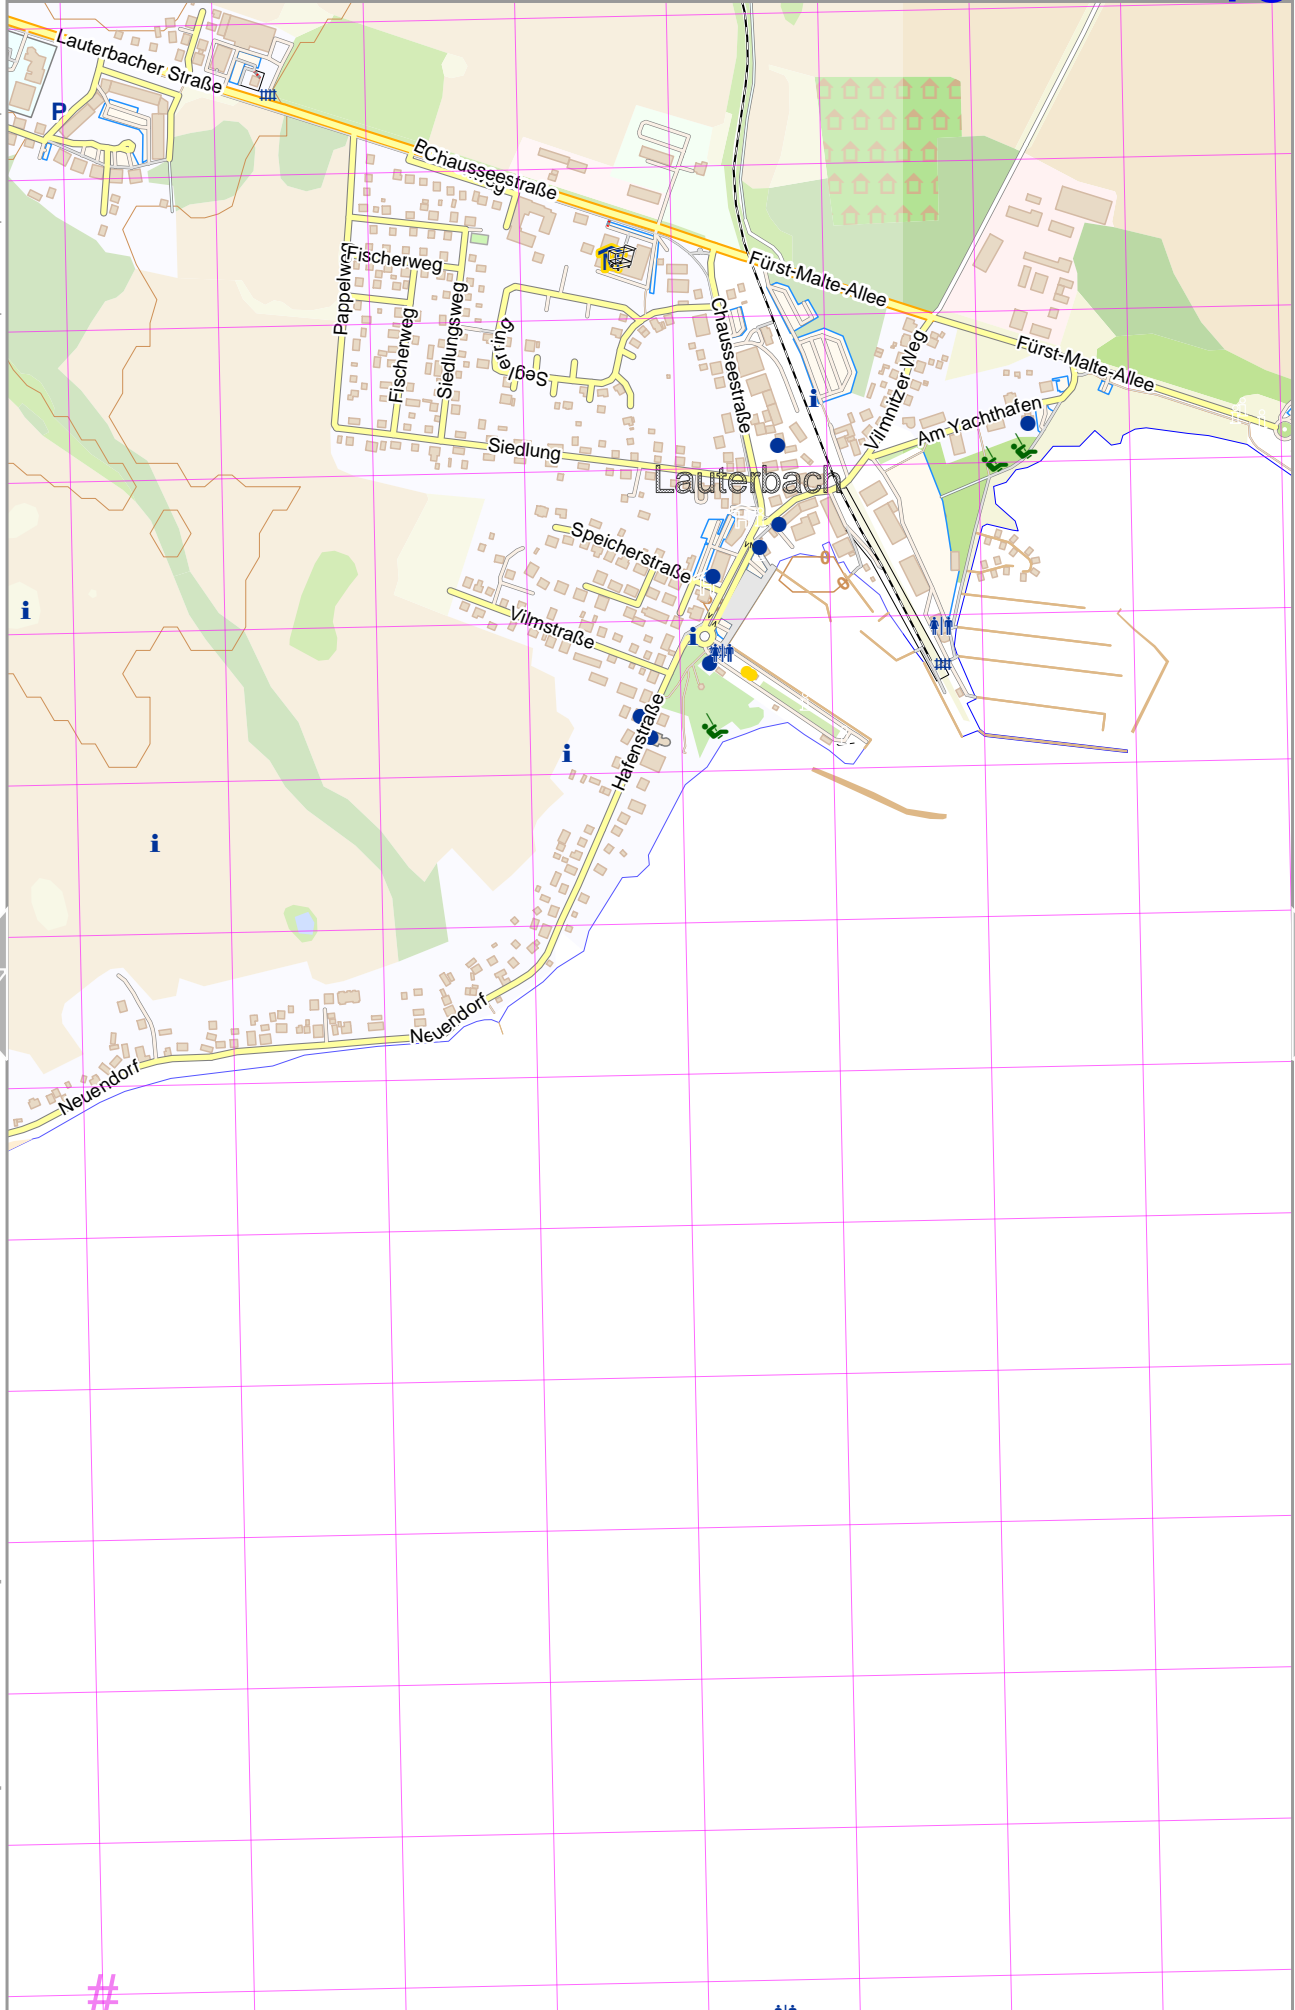 Lauterbacher Straße
P
Chausseestraße
weg
Fischerweg
Pappelweg
Fürst-Malte-Allee
Fischerweg
Siedlungsweg
Seglerring
Chausseestraße
Vilmnitzer Weg
Fürst-Malte-Allee
i
Am Yachthafen
Siedlung
Lauterbach
Speicherstraße
i
Vilmstraße
i
Hafenstraße
i
i
Neuendorf
Neuendorf
#